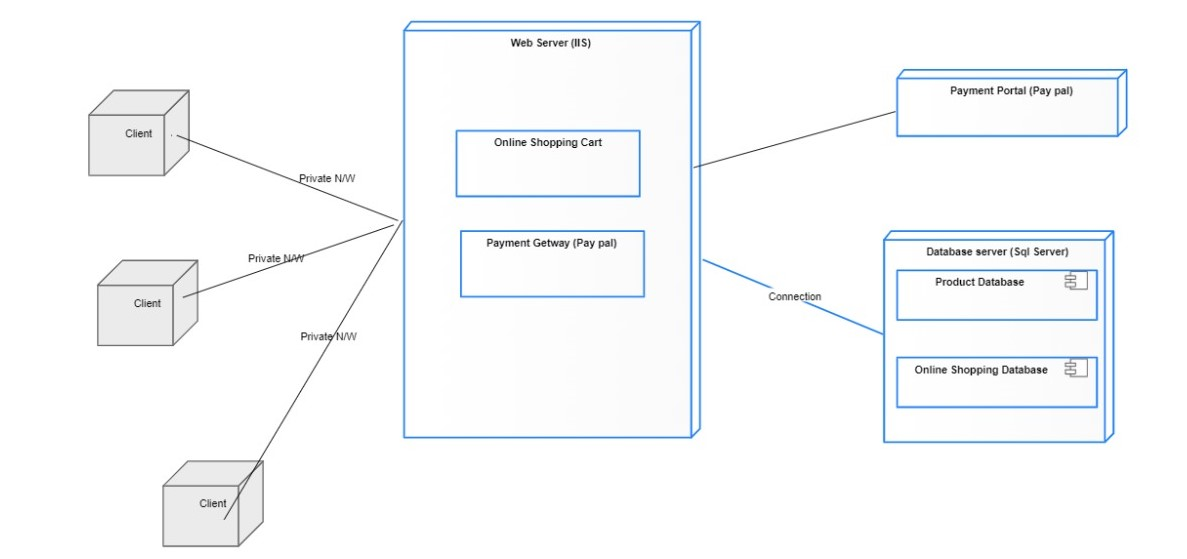 Web Server (IIS)
Client
Online Shopping Cart
Payment Portal (Pay pal)
Private N/W
Payment Getway (Pay pal)
Private N/W
Client
Connection
Database server (Sql Server)
Product Database
Online Shopping Database
Private N/W
Client